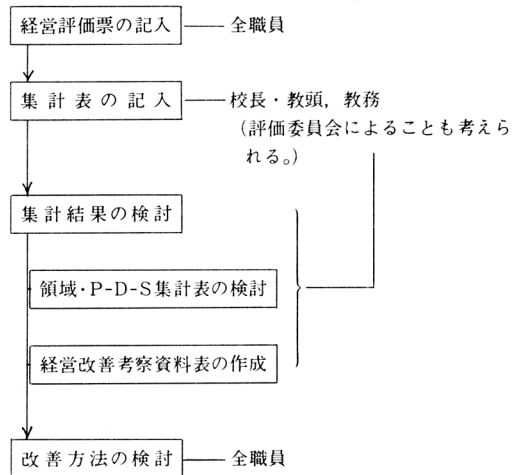 経営評価票の記入 全職員
集計表の記入 校長・教頭，教務
（評価委員会によることも考えら
れる。）
集計結果の検討
領域・P-D-S集計表の検討
経営改善考察資料表の作成
改善方法の検討 全職員